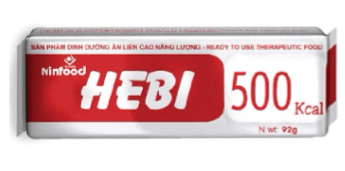 SẢN PHẨM DINH DƯỠNG ĂN LIỀN CAO NĂNG LƯỢNG - READY TO USE THERAPEUTIC FOOD
Ninfood
HEBI
500 Kcal
N.wt: 92g